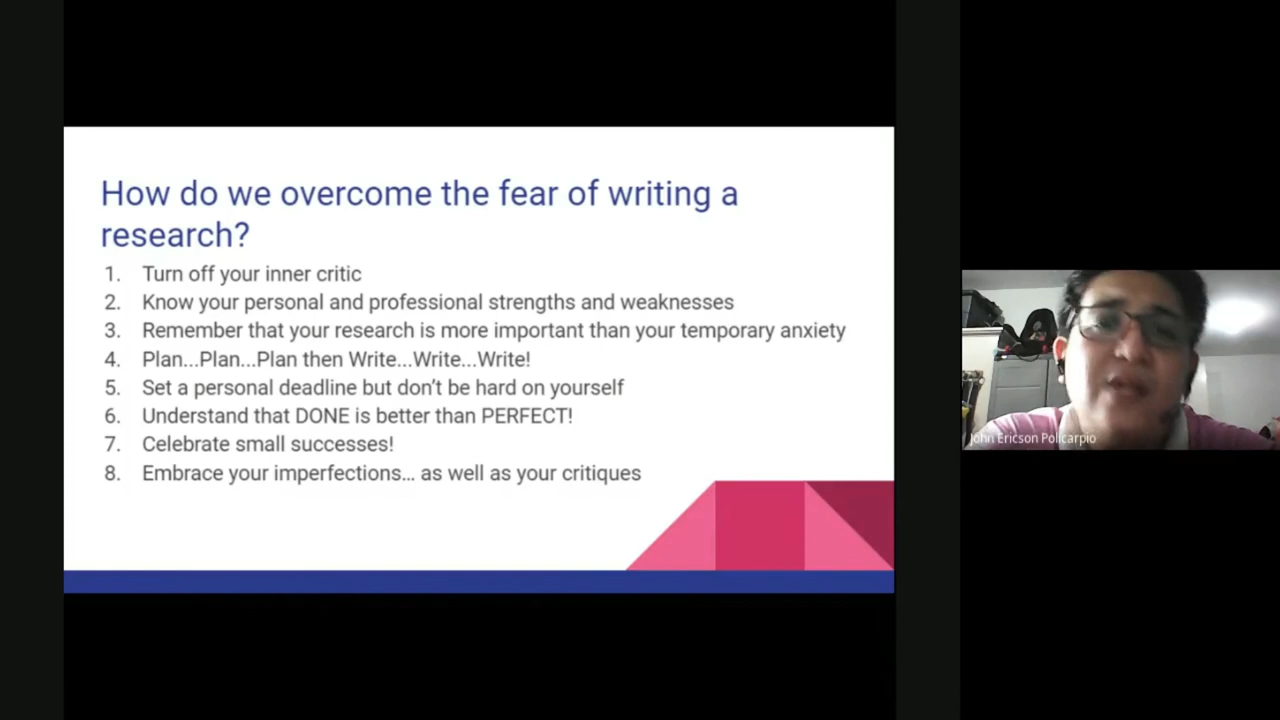 How do we overcome the fear of writing a
research?
1. Turn off your inner critic
2. Know your personal and professional strengths and weaknesses
3. Remember that your research is more important than your temporary anxiety
4. Plan...Plan...Plan then Write...Write...Write!
5. Set a personal deadline but don't be hard on yourself
6. Understand that DONE is better than PERFECT!
7. Celebrate small successes!
8. Embrace your imperfections... as well as your critiques
John Ericson Policarpio